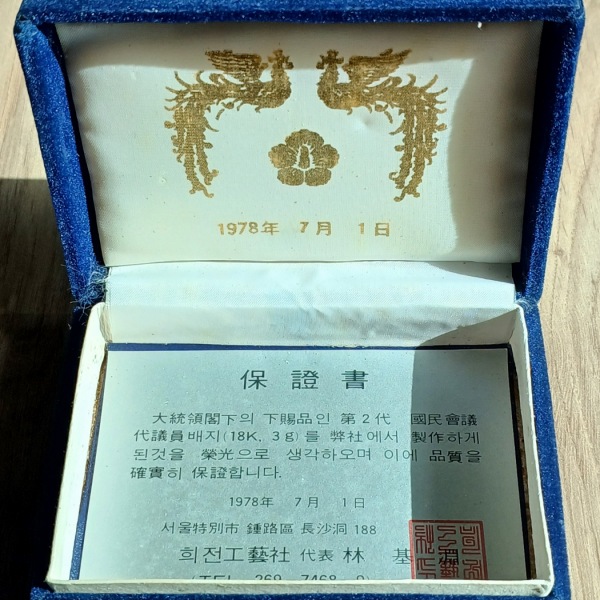 1978年 7月 1日
保證書
大統領閣下의 下賜品인 第2代 國民會議
代議員배지(18K, 3g)를 弊社에서 製作하게
된것을 榮光으로 生각하오며 이에 品質을
確實히 保證합니다.
1978年 7月 1日
서울特別市 鍾路區 長沙洞 188
희전工藝社 代表 林 基